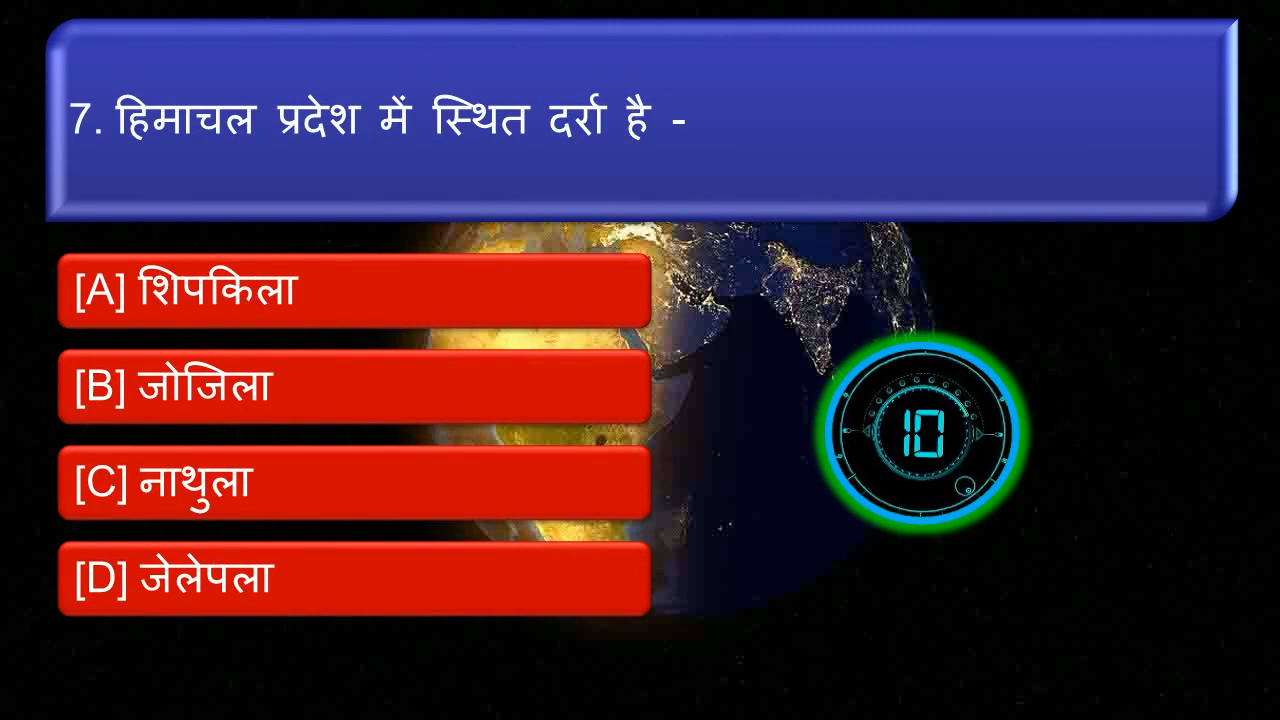 7. हिमाचल प्रदेश में स्थित दर्रा है -
[A] शिपकिला
[B] जोजिला
[C] नाथुला
[D] जेलेपला
10